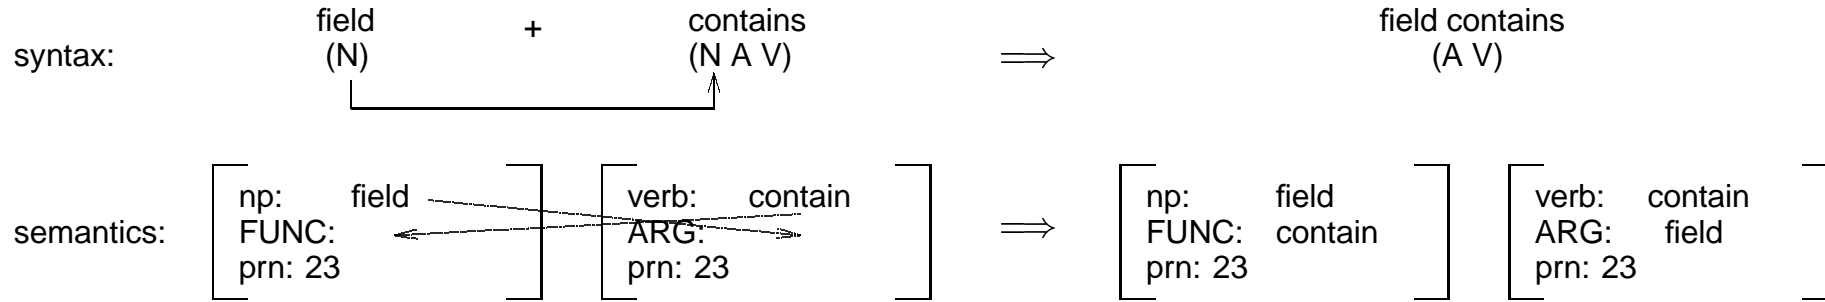 field + contains field contains
syntax: (N) (N A V) ⟹ (A V)
np: field verb: contain np: field verb: contain
semantics: FUNC: ARG: ⟹ FUNC: contain ARG: field
prn: 23 prn: 23 prn: 23 prn: 23